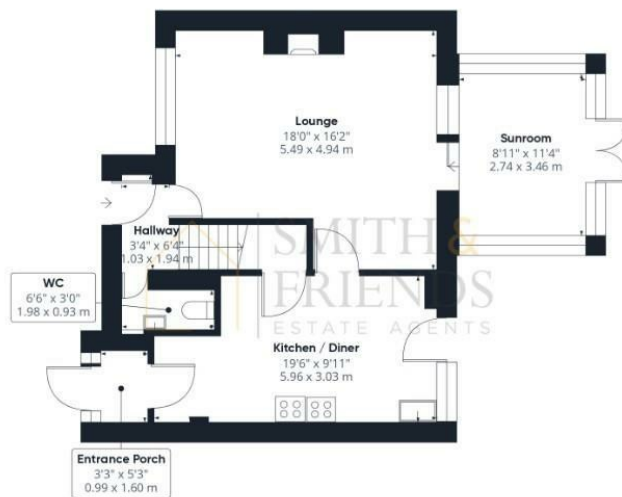 Lounge
18'0" x 16'2"
5.49 x 4.94 m
Sunroom
8'11" x 11'4"
2.74 x 3.46 m
Hallway
3'4" x 6'4"
1.03 x 1.94 m
SMITH &
FRIENDS
ESTATE AGENTS
WC
6'6" x 3'0"
1.98 x 0.93 m
Kitchen / Diner
19'6" x 9'11"
5.96 x 3.03 m
Entrance Porch
3'3" x 5'3"
0.99 x 1.60 m